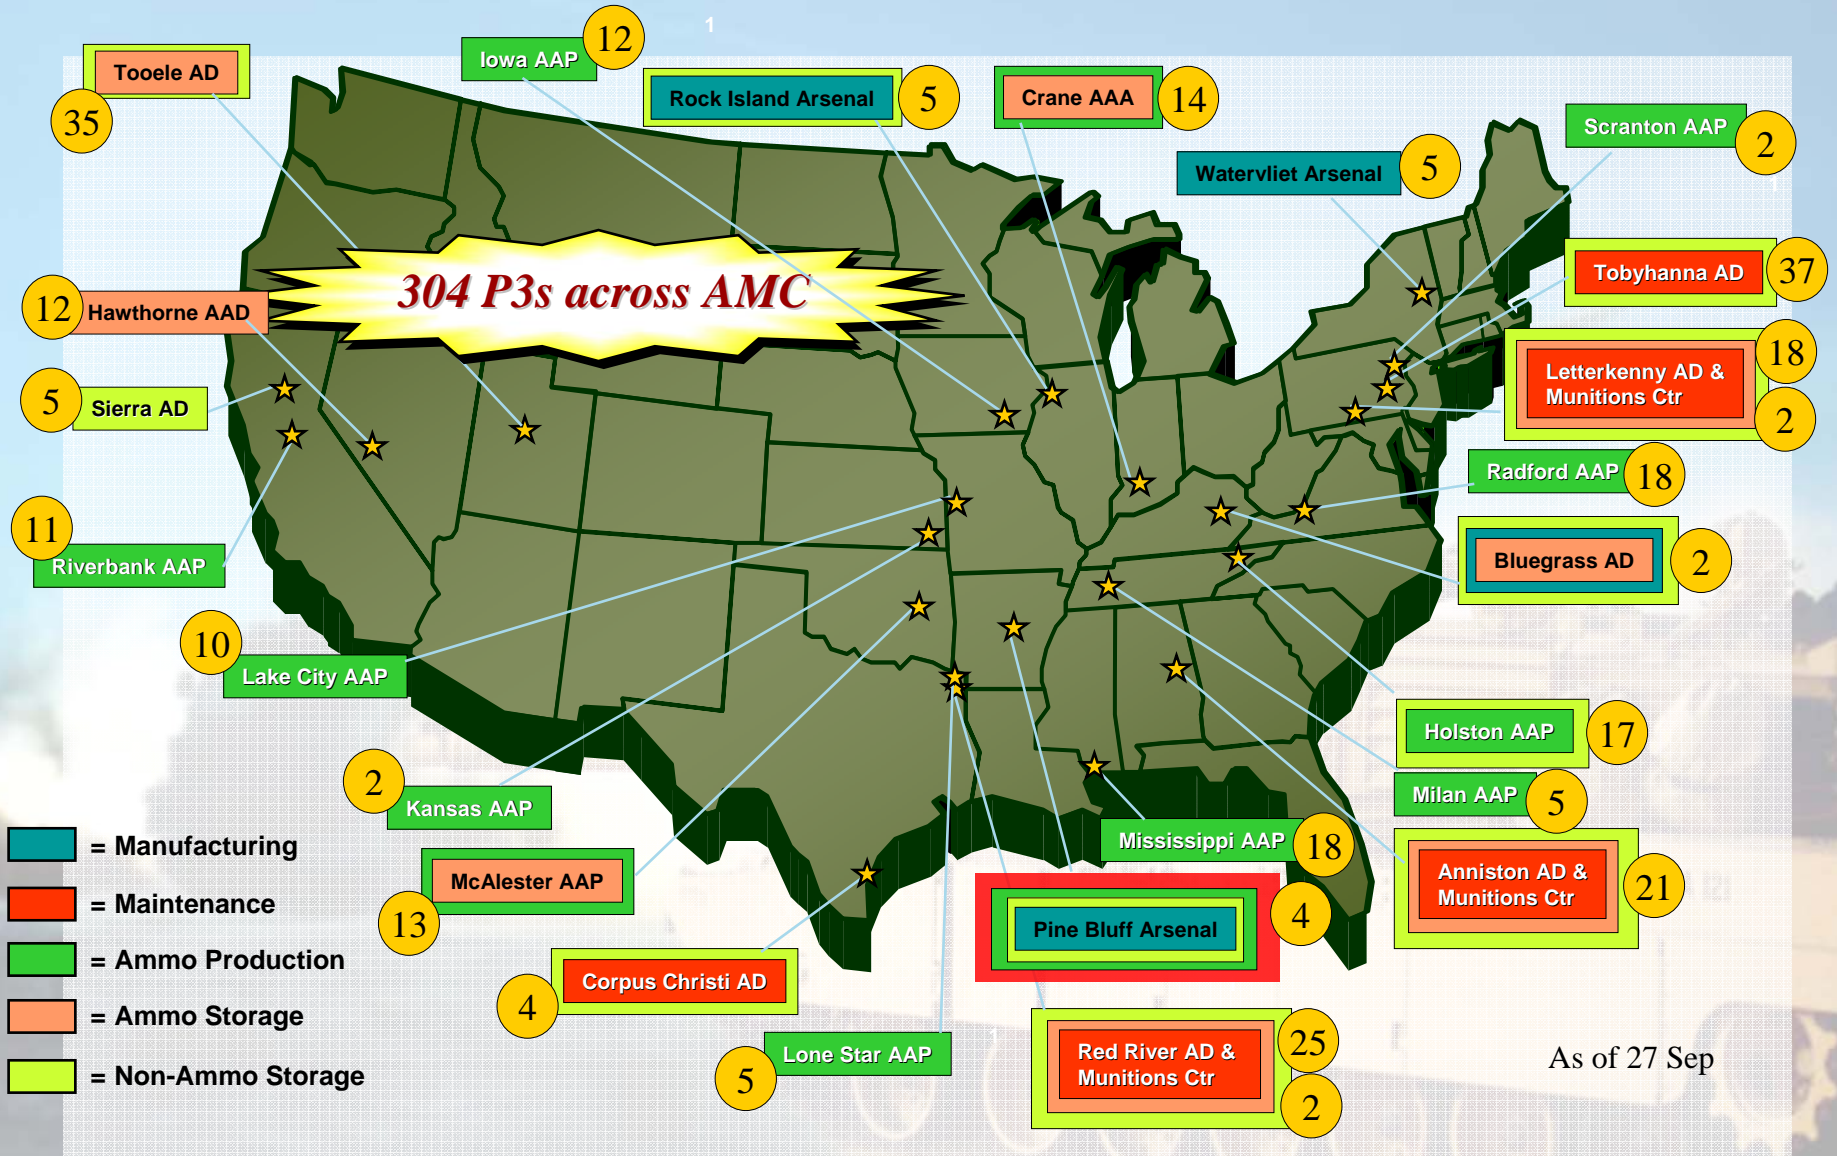 1
12
Iowa AAP
Tooele AD
35
Rock Island Arsenal
5
Crane AAA
14
Scranton AAP
2
Watervliet Arsenal
5
1
Tobyhanna AD
37
304 P3s across AMC
12
Hawthorne AAD
Letterkenny AD &
Munitions Ctr
18
2
5
Sierra AD
Radford AAP
18
11
Riverbank AAP
Bluegrass AD
2
10
Lake City AAP
Holston AAP
17
2
Kansas AAP
Milan AAP
5
= Manufacturing
Mississippi AAP
18
McAlester AAP
13
Anniston AD &
Munitions Ctr
21
= Maintenance
Pine Bluff Arsenal
4
= Ammo Production
Corpus Christi AD
4
= Ammo Storage
Lone Star AAP
5
1
Red River AD &
Munitions Ctr
25
2
As of 27 Sep
= Non-Ammo Storage